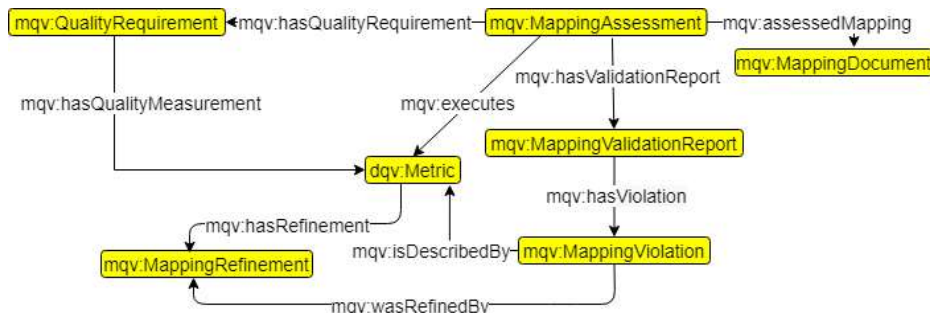 mqv:QualityRequirement
mqv:hasQualityRequirement
mqv:MappingAssessment
mqv:assessedMapping
mqv:MappingDocument
mqv:hasValidationReport
mqv:hasQualityMeasurement
mqv:executes
mqv:MappingValidationReport
dqv:Metric
mqv:hasViolation
mqv:hasRefinement
mqv:isDescribedBy
mqv:MappingViolation
mqv:MappingRefinement
mqv:wasRefinedBy